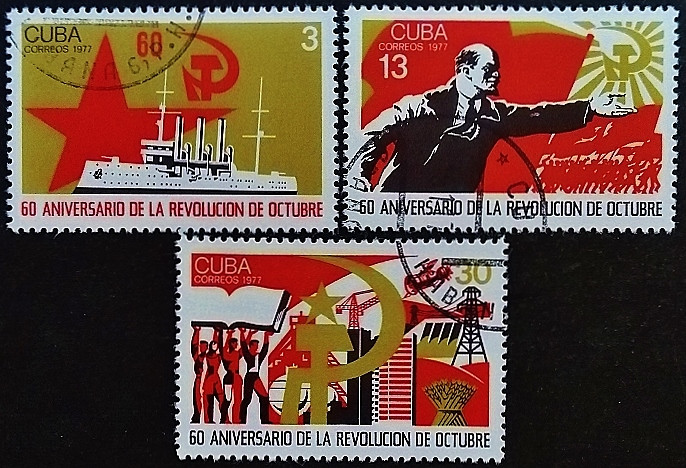 CUBA
CORREOS 1977
60
3
60 ANIVERSARIO DE LA REVOLUCION DE OCTUBRE
CUBA
CORREOS 1977
13
60 ANIVERSARIO DE LA REVOLUCION DE OCTUBRE
CUBA
CORREOS 1977
30
60 ANIVERSARIO DE LA REVOLUCION DE OCTUBRE